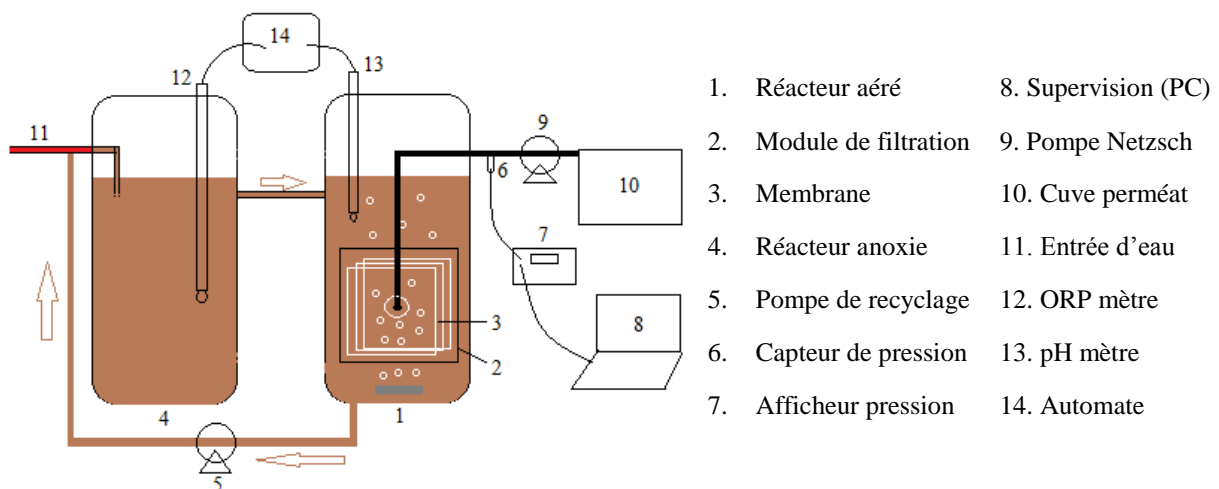 14
12
13
11
9
6
10
7
8
3
2
4
1
5
1. Réacteur aéré
2. Module de filtration
3. Membrane
4. Réacteur anoxie
5. Pompe de recyclage
6. Capteur de pression
7. Afficheur pression
8. Supervision (PC)
9. Pompe Netzsch
10. Cuve perméat
11. Entrée d’eau
12. ORP mètre
13. pH mètre
14. Automate